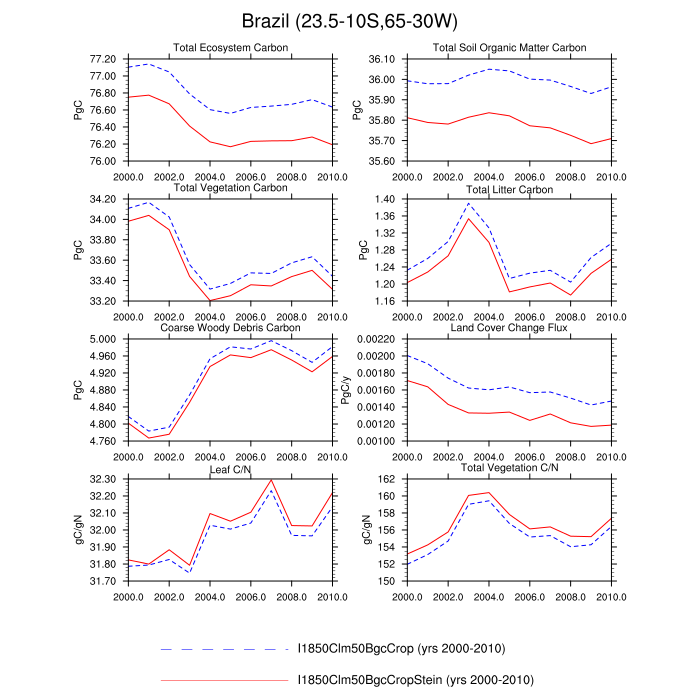 Brazil (23.5-10S,65-30W)
Total Ecosystem Carbon
PgC
77.20
77.00
76.80
76.60
76.40
76.20
76.00
2000.0 2002.0 2004.0 2006.0 2008.0 2010.0
Total Soil Organic Matter Carbon
PgC
36.10
36.00
35.90
35.80
35.70
35.60
2000.0 2002.0 2004.0 2006.0 2008.0 2010.0
Total Vegetation Carbon
PgC
34.20
34.00
33.80
33.60
33.40
33.20
2000.0 2002.0 2004.0 2006.0 2008.0 2010.0
Total Litter Carbon
PgC
1.40
1.36
1.32
1.28
1.24
1.20
1.16
2000.0 2002.0 2004.0 2006.0 2008.0 2010.0
Coarse Woody Debris Carbon
PgC
5.000
4.960
4.920
4.880
4.840
4.800
4.760
2000.0 2002.0 2004.0 2006.0 2008.0 2010.0
Land Cover Change Flux
PgC/y
0.00220
0.00200
0.00180
0.00160
0.00140
0.00120
0.00100
2000.0 2002.0 2004.0 2006.0 2008.0 2010.0
Leaf C/N
gC/gN
32.30
32.20
32.10
32.00
31.90
31.80
31.70
2000.0 2002.0 2004.0 2006.0 2008.0 2010.0
Total Vegetation C/N
gC/gN
162
160
158
156
154
152
150
2000.0 2002.0 2004.0 2006.0 2008.0 2010.0
I1850Clm50BgcCrop (yrs 2000-2010)
I1850Clm50BgcCropStein (yrs 2000-2010)